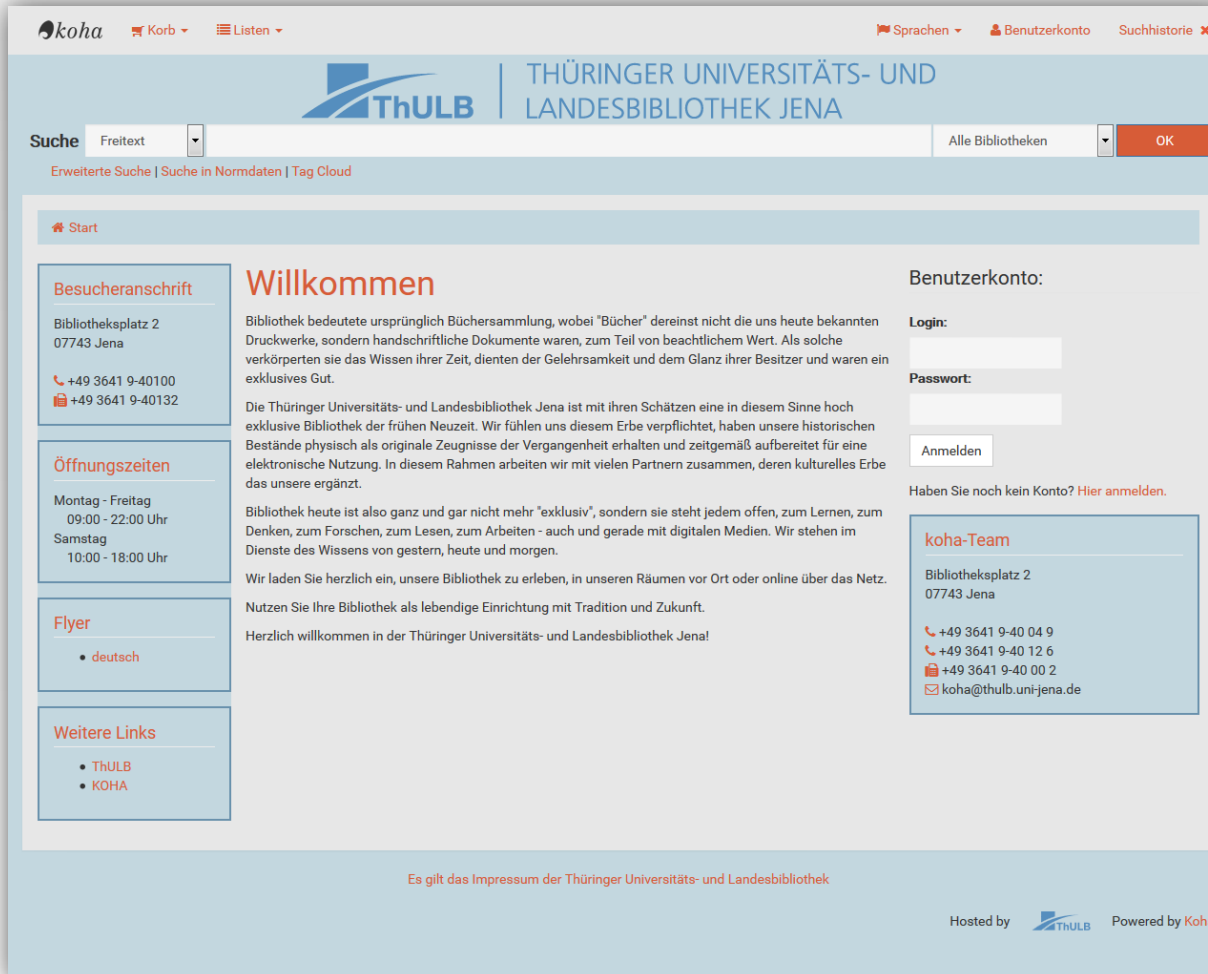 koha Korb Listen Sprachen Benutzerkonto Suchhistorie
ThULB
THÜRINGER UNIVERSITÄTS- UND
LANDESBIBLIOTHEK JENA
Suche Freitext Alle Bibliotheken OK
Erweiterte Suche | Suche in Normdaten | Tag Cloud
Start
Besucheranschrift
Bibliotheksplatz 2
07743 Jena
+49 3641 9-40100
+49 3641 9-40132
Öffnungszeiten
Montag - Freitag
09:00 - 22:00 Uhr
Samstag
10:00 - 18:00 Uhr
Flyer
• deutsch
Weitere Links
• ThULB
• KOHA
Willkommen
Bibliothek bedeutete ursprünglich Büchersammlung, wobei "Bücher" dereinst nicht die uns heute bekannten
Druckwerke, sondern handschriftliche Dokumente waren, zum Teil von beachtlichem Wert. Als solche
verkörperten sie das Wissen ihrer Zeit, dienten der Gelehrsamkeit und dem Glanz ihrer Besitzer und waren ein
exklusives Gut.
Die Thüringer Universitäts- und Landesbibliothek Jena ist mit ihren Schätzen eine in diesem Sinne hoch
exklusive Bibliothek der frühen Neuzeit. Wir fühlen uns diesem Erbe verpflichtet, haben unsere historischen
Bestände physisch als originale Zeugnisse der Vergangenheit erhalten und zeitgemäß aufbereitet für eine
elektronische Nutzung. In diesem Rahmen arbeiten wir mit vielen Partnern zusammen, deren kulturelles Erbe
das unsere ergänzt.
Bibliothek heute ist also ganz und gar nicht mehr "exklusiv", sondern sie steht jedem offen, zum Lernen, zum
Denken, zum Forschen, zum Lesen, zum Arbeiten - auch und gerade mit digitalen Medien. Wir stehen im
Dienste des Wissens von gestern, heute und morgen.
Wir laden Sie herzlich ein, unsere Bibliothek zu erleben, in unseren Räumen vor Ort oder online über das Netz.
Nutzen Sie Ihre Bibliothek als lebendige Einrichtung mit Tradition und Zukunft.
Herzlich willkommen in der Thüringer Universitäts- und Landesbibliothek Jena!
Benutzerkonto:
Login:
Passwort:
Anmelden
Haben Sie noch kein Konto? Hier anmelden.
koha-Team
Bibliotheksplatz 2
07743 Jena
+49 3641 9-40 04 9
+49 3641 9-40 12 6
+49 3641 9-40 00 2
koha@thulb.uni-jena.de
Es gilt das Impressum der Thüringer Universitäts- und Landesbibliothek
Hosted by ThULB Powered by Koh